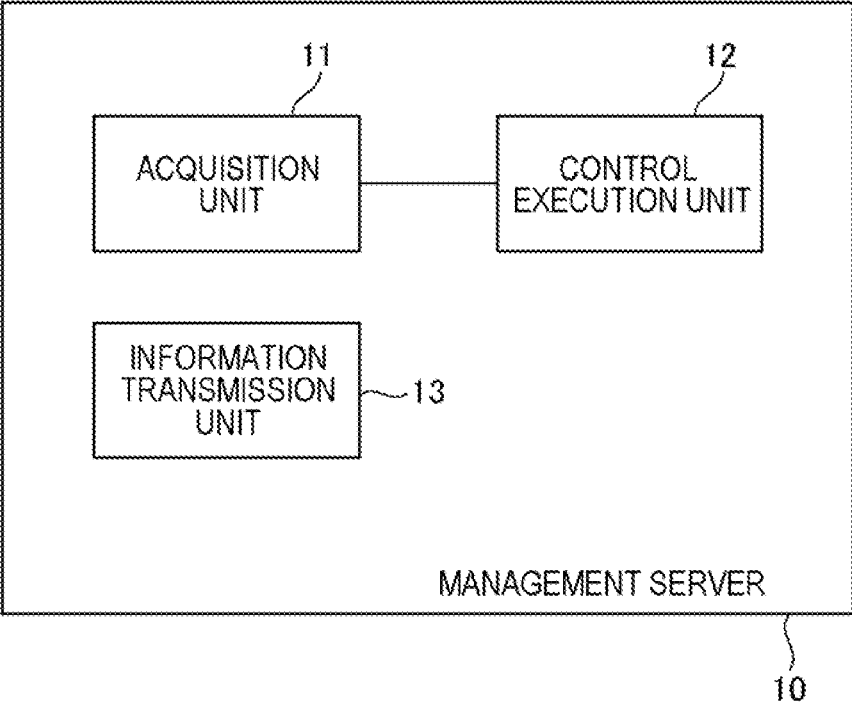 11
12
ACQUISITION
UNIT
CONTROL
EXECUTION UNIT
INFORMATION
TRANSMISSION
UNIT
13
MANAGEMENT SERVER
10